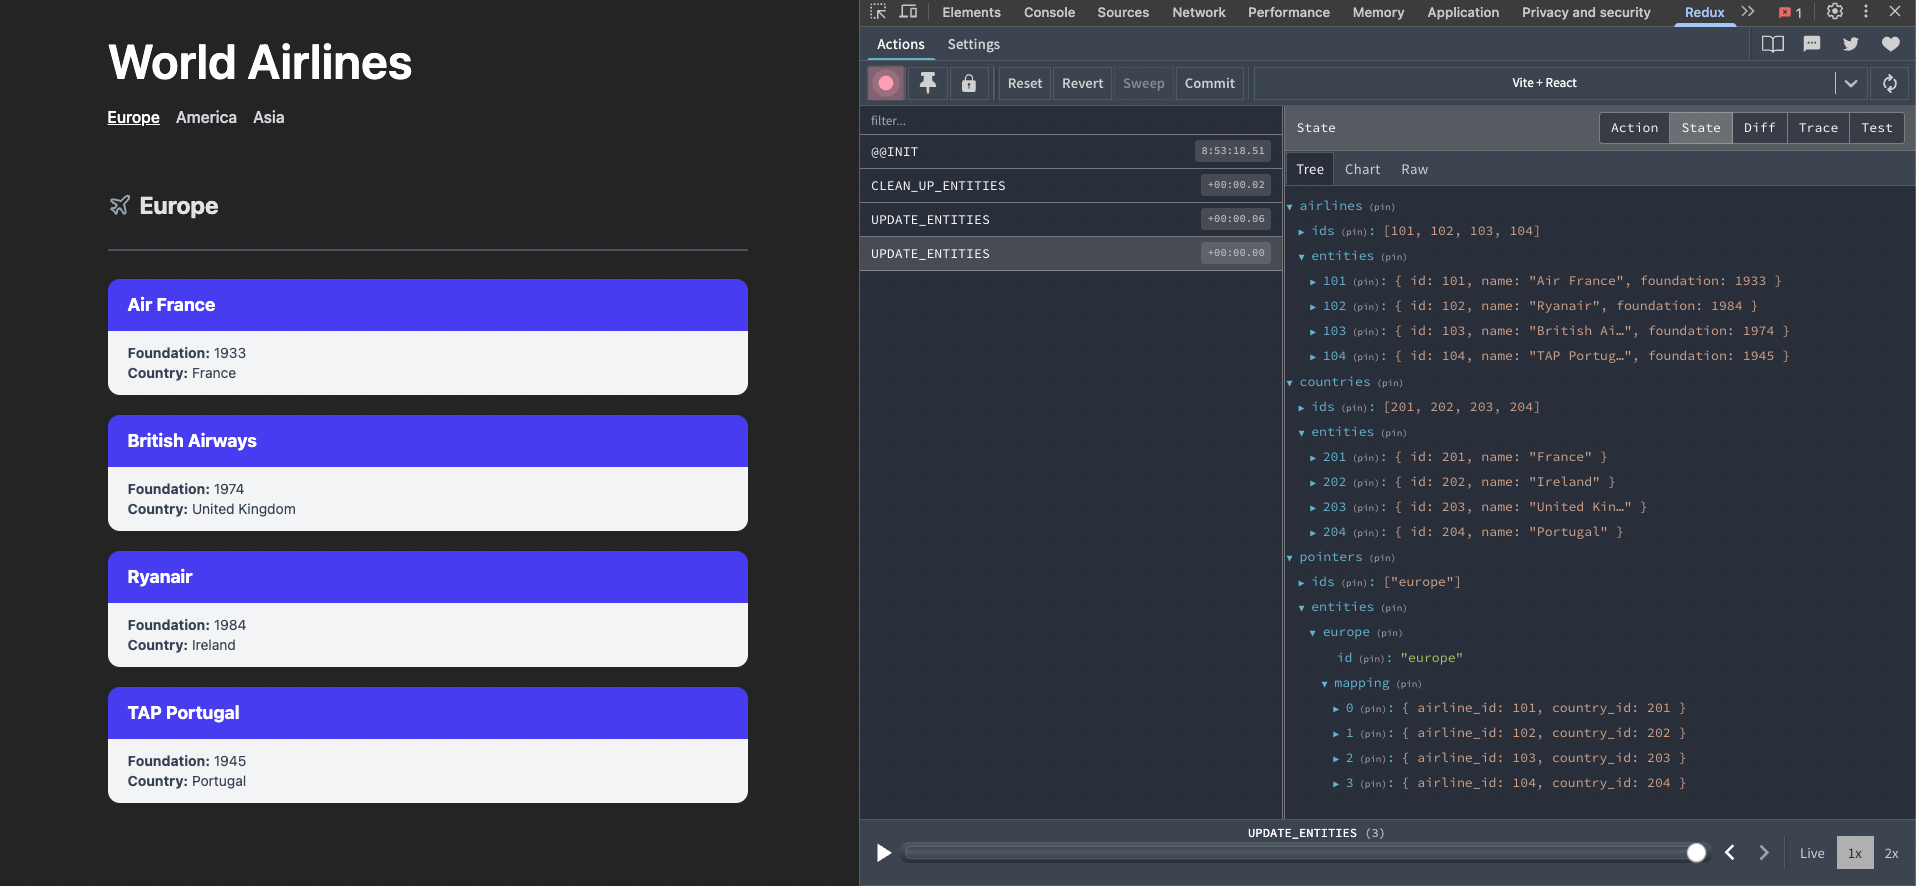 World Airlines
Europe America Asia
Europe
Air France
Foundation: 1933
Country: France
British Airways
Foundation: 1974
Country: United Kingdom
Ryanair
Foundation: 1984
Country: Ireland
TAP Portugal
Foundation: 1945
Country: Portugal
Elements Console Sources Network Performance Memory Application Privacy and security Redux 1
Actions Settings
Reset Revert Sweep Commit Vite + React
filter...
@@INIT 8:53:18.51
CLEAN_UP_ENTITIES +00:00.02
UPDATE_ENTITIES +00:00.06
UPDATE_ENTITIES +00:00.00
State Action State Diff Trace Test
Tree Chart Raw
airlines (pin)
ids (pin): [101, 102, 103, 104]
entities (pin)
101 (pin): { id: 101, name: "Air France", foundation: 1933 }
102 (pin): { id: 102, name: "Ryanair", foundation: 1984 }
103 (pin): { id: 103, name: "British Ai…", foundation: 1974 }
104 (pin): { id: 104, name: "TAP Portug…", foundation: 1945 }
countries (pin)
ids (pin): [201, 202, 203, 204]
entities (pin)
201 (pin): { id: 201, name: "France" }
202 (pin): { id: 202, name: "Ireland" }
203 (pin): { id: 203, name: "United Kin…" }
204 (pin): { id: 204, name: "Portugal" }
pointers (pin)
ids (pin): ["europe"]
entities (pin)
europe (pin)
id (pin): "europe"
mapping (pin)
0 (pin): { airline_id: 101, country_id: 201 }
1 (pin): { airline_id: 102, country_id: 202 }
2 (pin): { airline_id: 103, country_id: 203 }
3 (pin): { airline_id: 104, country_id: 204 }
UPDATE_ENTITIES (3)
Live 1x 2x